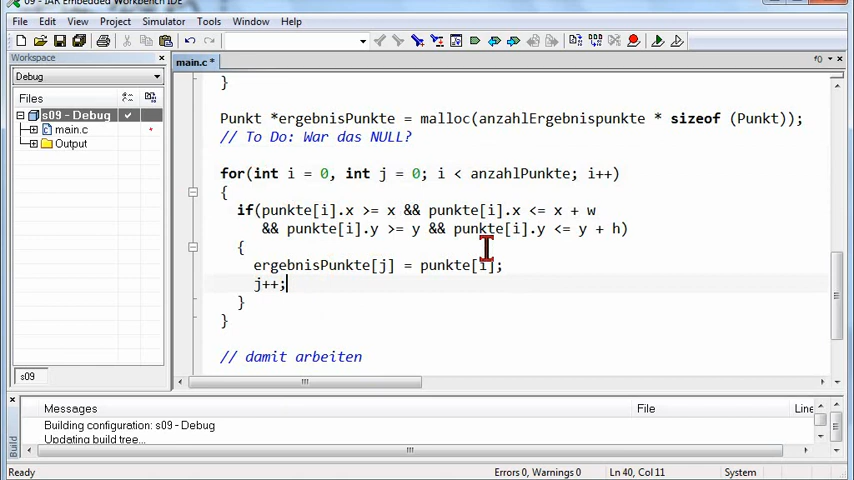 09 - IAR Embedded Workbench IDE
File Edit View Project Simulator Tools Window Help
Workspace
main.c *
f0
Debug
Files
s09 - Debug
main.c
Output
s09
}
Punkt *ergebnisPunkte = malloc(anzahlErgebnispunkte * sizeof (Punkt));
// To Do: War das NULL?
for(int i = 0, int j = 0; i < anzahlPunkte; i++)
{
if(punkte[i].x >= x && punkte[i].x <= x + w
&& punkte[i].y >= y && punkte[i].y <= y + h)
{
ergebnisPunkte[j] = punkte[i];
j++;
}
}
// damit arbeiten
Messages File Line
Building configuration: s09 - Debug
Updating build tree...
Build
Ready Errors 0, Warnings 0 Ln 40, Col 11 System